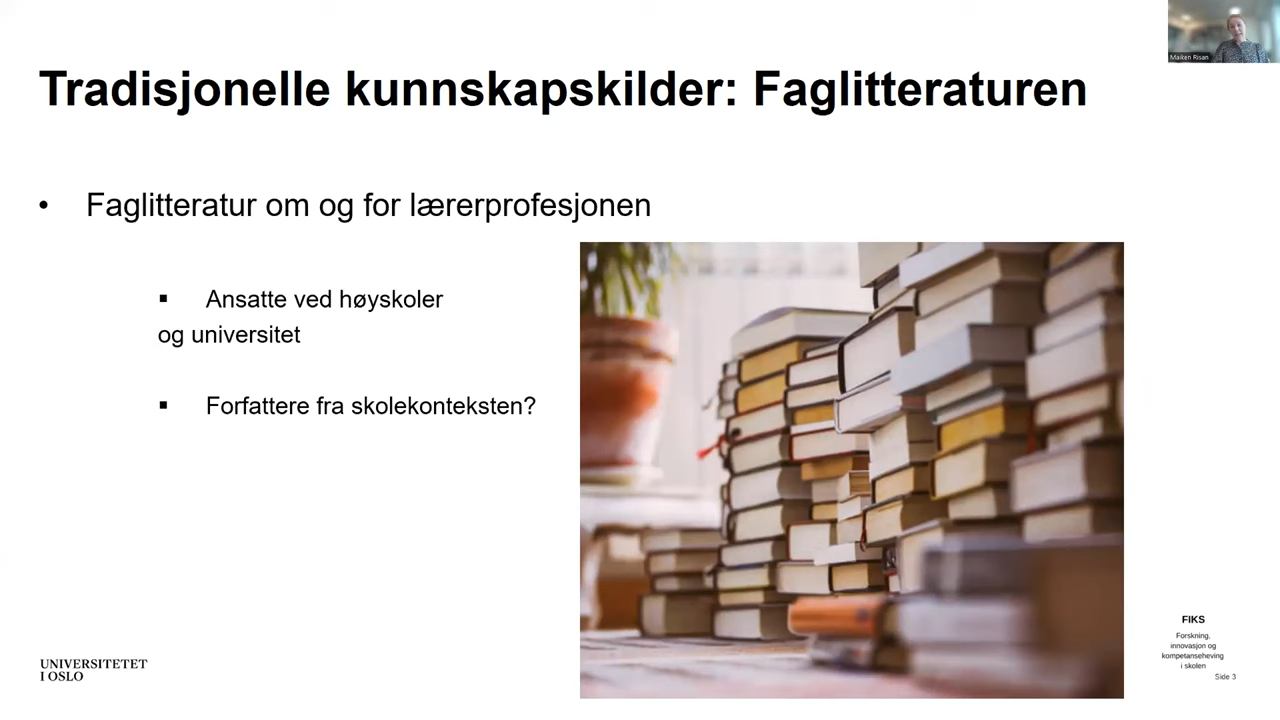 Maiken Risan
Tradisjonelle kunnskapskilder: Faglitteraturen
• Faglitteratur om og for lærerprofesjonen
▪ Ansatte ved høyskoler
og universitet
▪ Forfattere fra skolekonteksten?
UNIVERSITETET
I OSLO
FIKS
Forskning,
innovasjon og
kompetanseheving
i skolen
Side 3